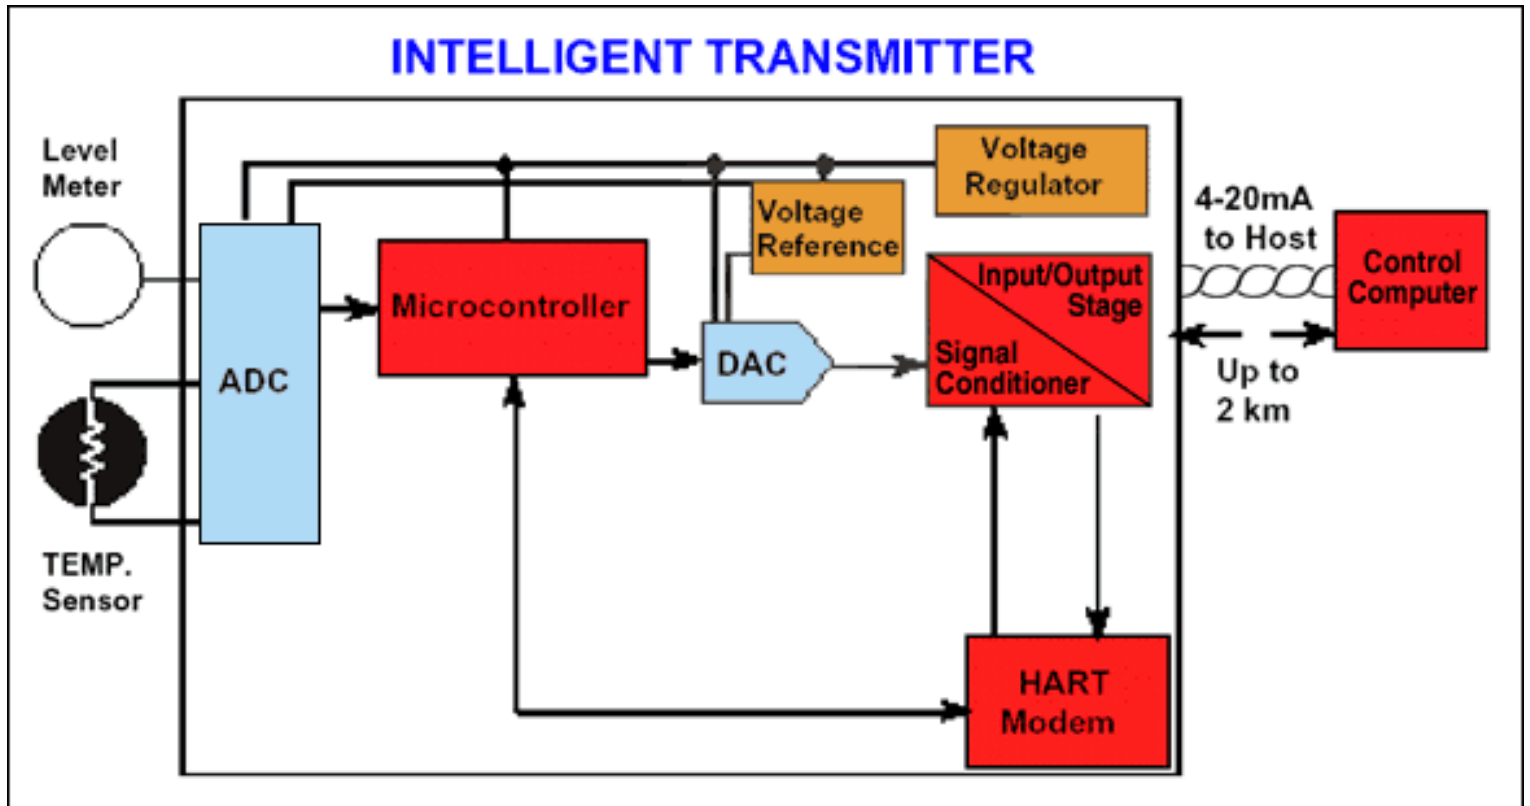 INTELLIGENT TRANSMITTER
Level
Meter
Voltage
Regulator
Voltage
Reference
4-20mA
to Host
Control
Computer
Input/Output
Stage
Signal
Conditioner
Microcontroller
DAC
ADC
Up to
2 km
TEMP.
Sensor
HART
Modem